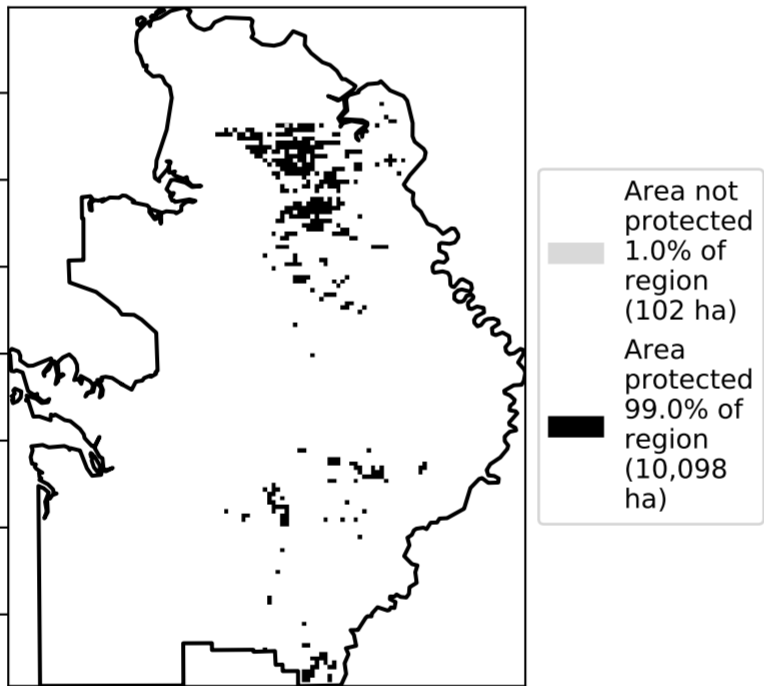 Area not
protected
1.0% of
region
(102 ha)
Area
protected
99.0% of
region
(10,098
ha)